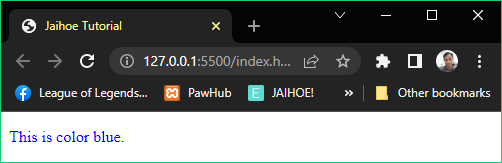 Jaihoe Tutorial
127.0.0.1:5500/index.h...
League of Legends... PawHub E JAIHOE! Other bookmarks
This is color blue.